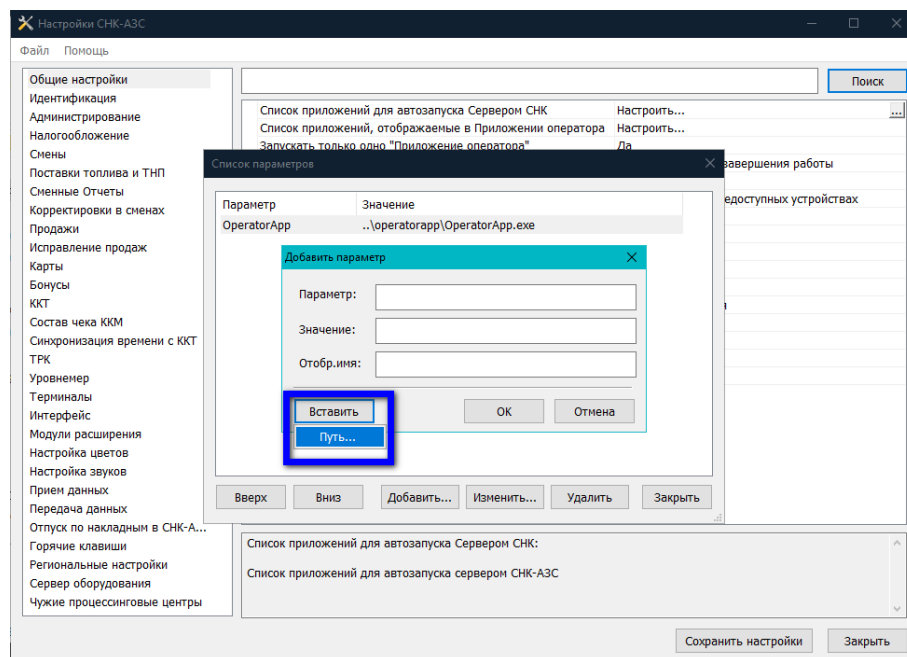 Настройки СНК-АЗС
Файл Помощь
Общие настройки
Идентификация
Администрирование
Налогообложение
Смены
Поставки топлива и ТНП
Сменные Отчеты
Корректировки в сменах
Продажи
Исправление продаж
Карты
Бонусы
ККТ
Состав чека ККМ
Синхронизация времени с ККТ
ТРК
Уровнемер
Терминалы
Интерфейс
Модули расширения
Настройка цветов
Настройка звуков
Прием данных
Передача данных
Отпуск по накладным в СНК-А...
Горячие клавиши
Региональные настройки
Сервер оборудования
Чужие процессинговые центры
Поиск
Список приложений для автозапуска Сервером СНК Настроить... ...
Список приложений, отображаемые в Приложении оператора Настроить...
Запускать только одно "Приложение оператора" Да
завершения работы
едоступных устройствах
Список параметров
Параметр Значение
OperatorApp ..\operatorapp\OperatorApp.exe
Добавить параметр
Параметр:
Значение:
Отобр.имя:
Вставить ОК Отмена
Путь...
Вверх Вниз Добавить... Изменить... Удалить Закрыть
Список приложений для автозапуска Сервером СНК:
Список приложений для автозапуска сервером СНК-АЗС
Сохранить настройки Закрыть